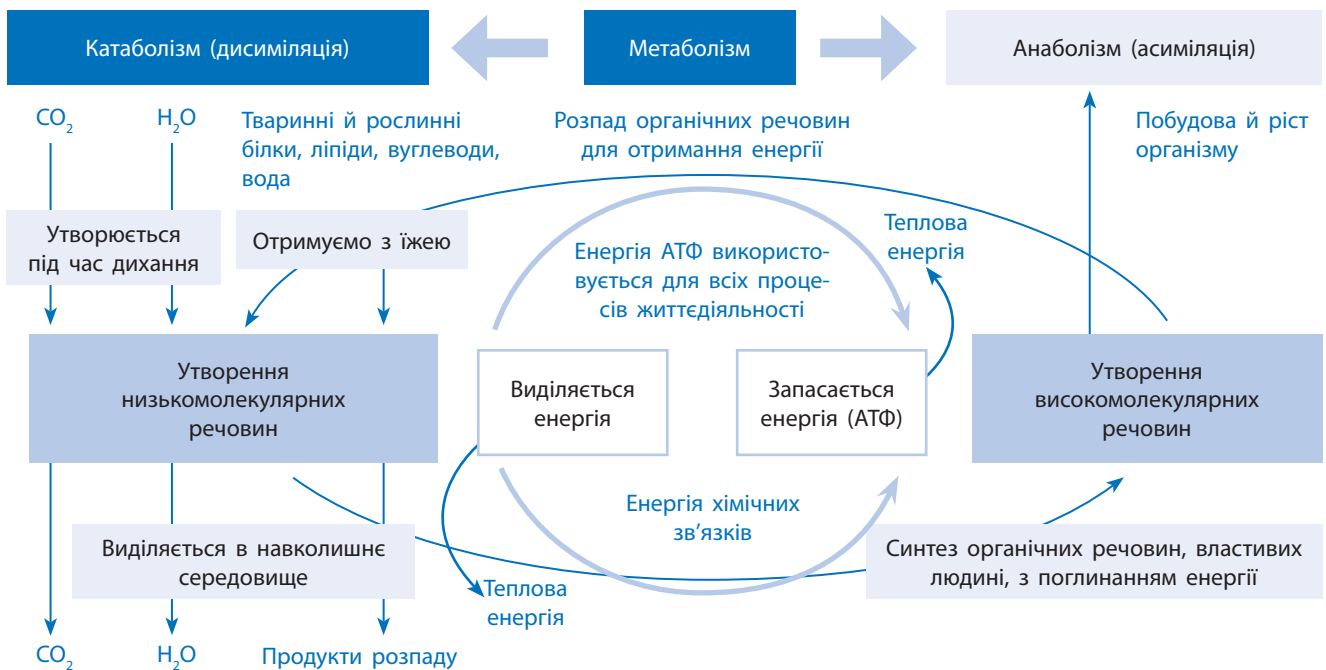 Катаболізм (дисиміляція)
Метаболізм
Анаболізм (асиміляція)
CO₂
H₂O
Тваринні й рослинні
білки, ліпіди, вуглеводи,
вода
Розпад органічних речовин
для отримання енергії
Побудова й ріст
організму
Утворюється
під час дихання
Отримуємо з їжею
Енергія АТФ використо-
вується для всіх проце-
сів життєдіяльності
Теплова
енергія
Утворення
низькомолекулярних
речовин
Виділяється
енергія
Запасається
енергія (АТФ)
Утворення
високомолекулярних
речовин
Енергія хімічних
зв'язків
Виділяється в навколишнє
середовище
Теплова
енергія
Синтез органічних речовин, властивих
людині, з поглинанням енергії
CO₂
H₂O
Продукти розпаду